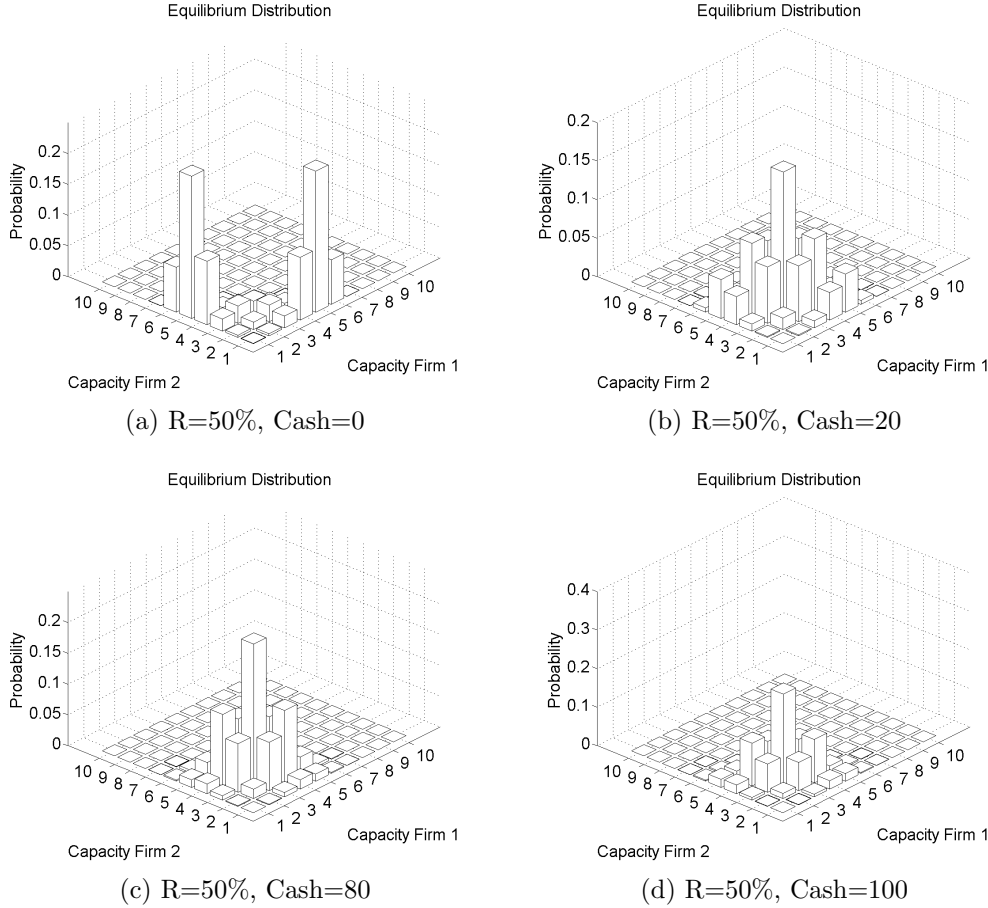 Equilibrium Distribution
0.2
0.15
0.1
0.05
0
Probability
10 9 8 7 6 5 4 3 2 1
1 2 3 4 5 6 7 8 9 10
Capacity Firm 1
Capacity Firm 2
(a) R=50%, Cash=0
Equilibrium Distribution
0.2
0.15
0.1
0.05
0
Probability
10 9 8 7 6 5 4 3 2 1
1 2 3 4 5 6 7 8 9 10
Capacity Firm 1
Capacity Firm 2
(b) R=50%, Cash=20
Equilibrium Distribution
0.2
0.15
0.1
0.05
0
Probability
10 9 8 7 6 5 4 3 2 1
1 2 3 4 5 6 7 8 9 10
Capacity Firm 1
Capacity Firm 2
(c) R=50%, Cash=80
Equilibrium Distribution
0.4
0.3
0.2
0.1
0
Probability
10 9 8 7 6 5 4 3 2 1
1 2 3 4 5 6 7 8 9 10
Capacity Firm 1
Capacity Firm 2
(d) R=50%, Cash=100